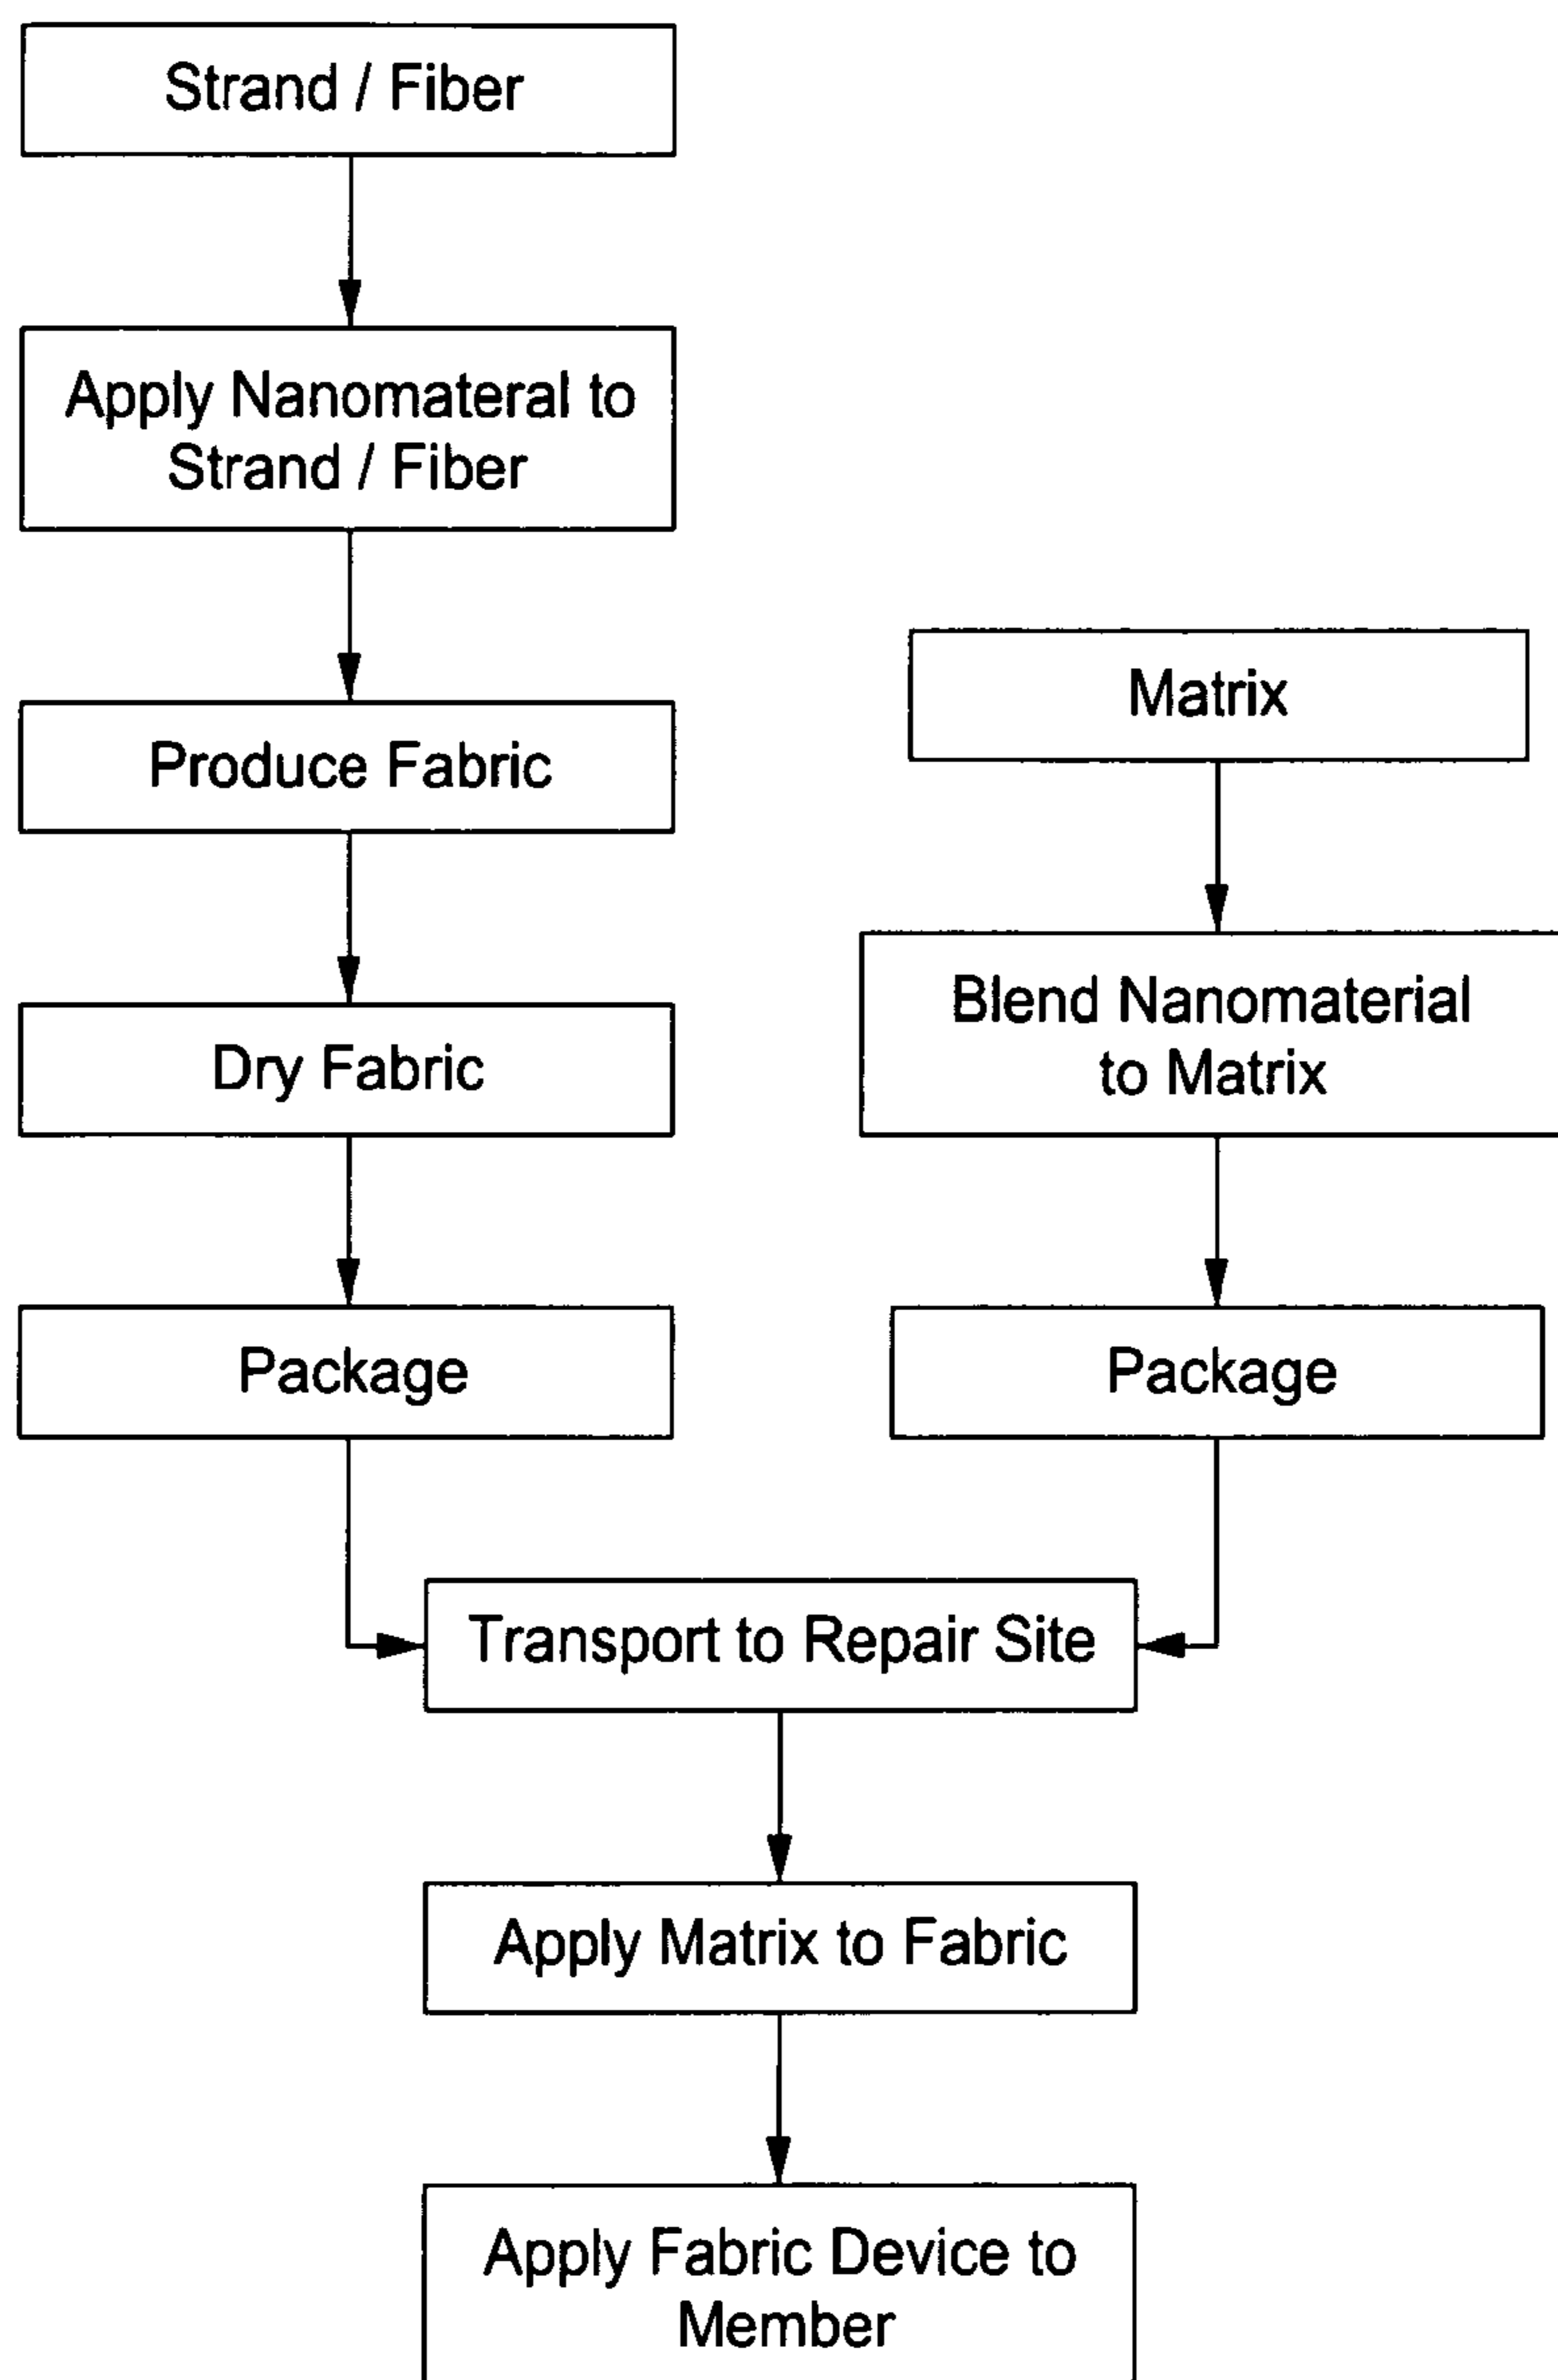 Strand / Fiber
Apply Nanomateral to
Strand / Fiber
Produce Fabric
Matrix
Dry Fabric
Blend Nanomaterial
to Matrix
Package
Package
Transport to Repair Site
Apply Matrix to Fabric
Apply Fabric Device to
Member